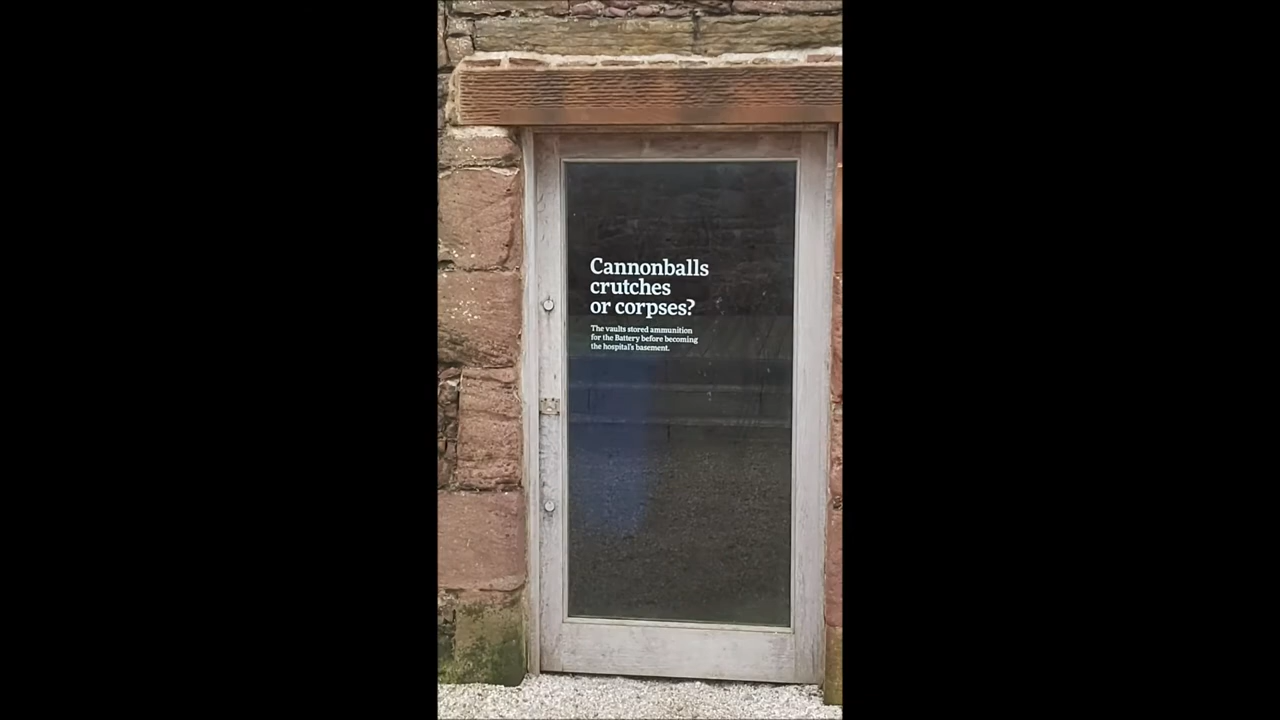 Cannonballs
crutches
or corpses?
The vaults stored ammunition
for the Battery before becoming
the hospital's basement.